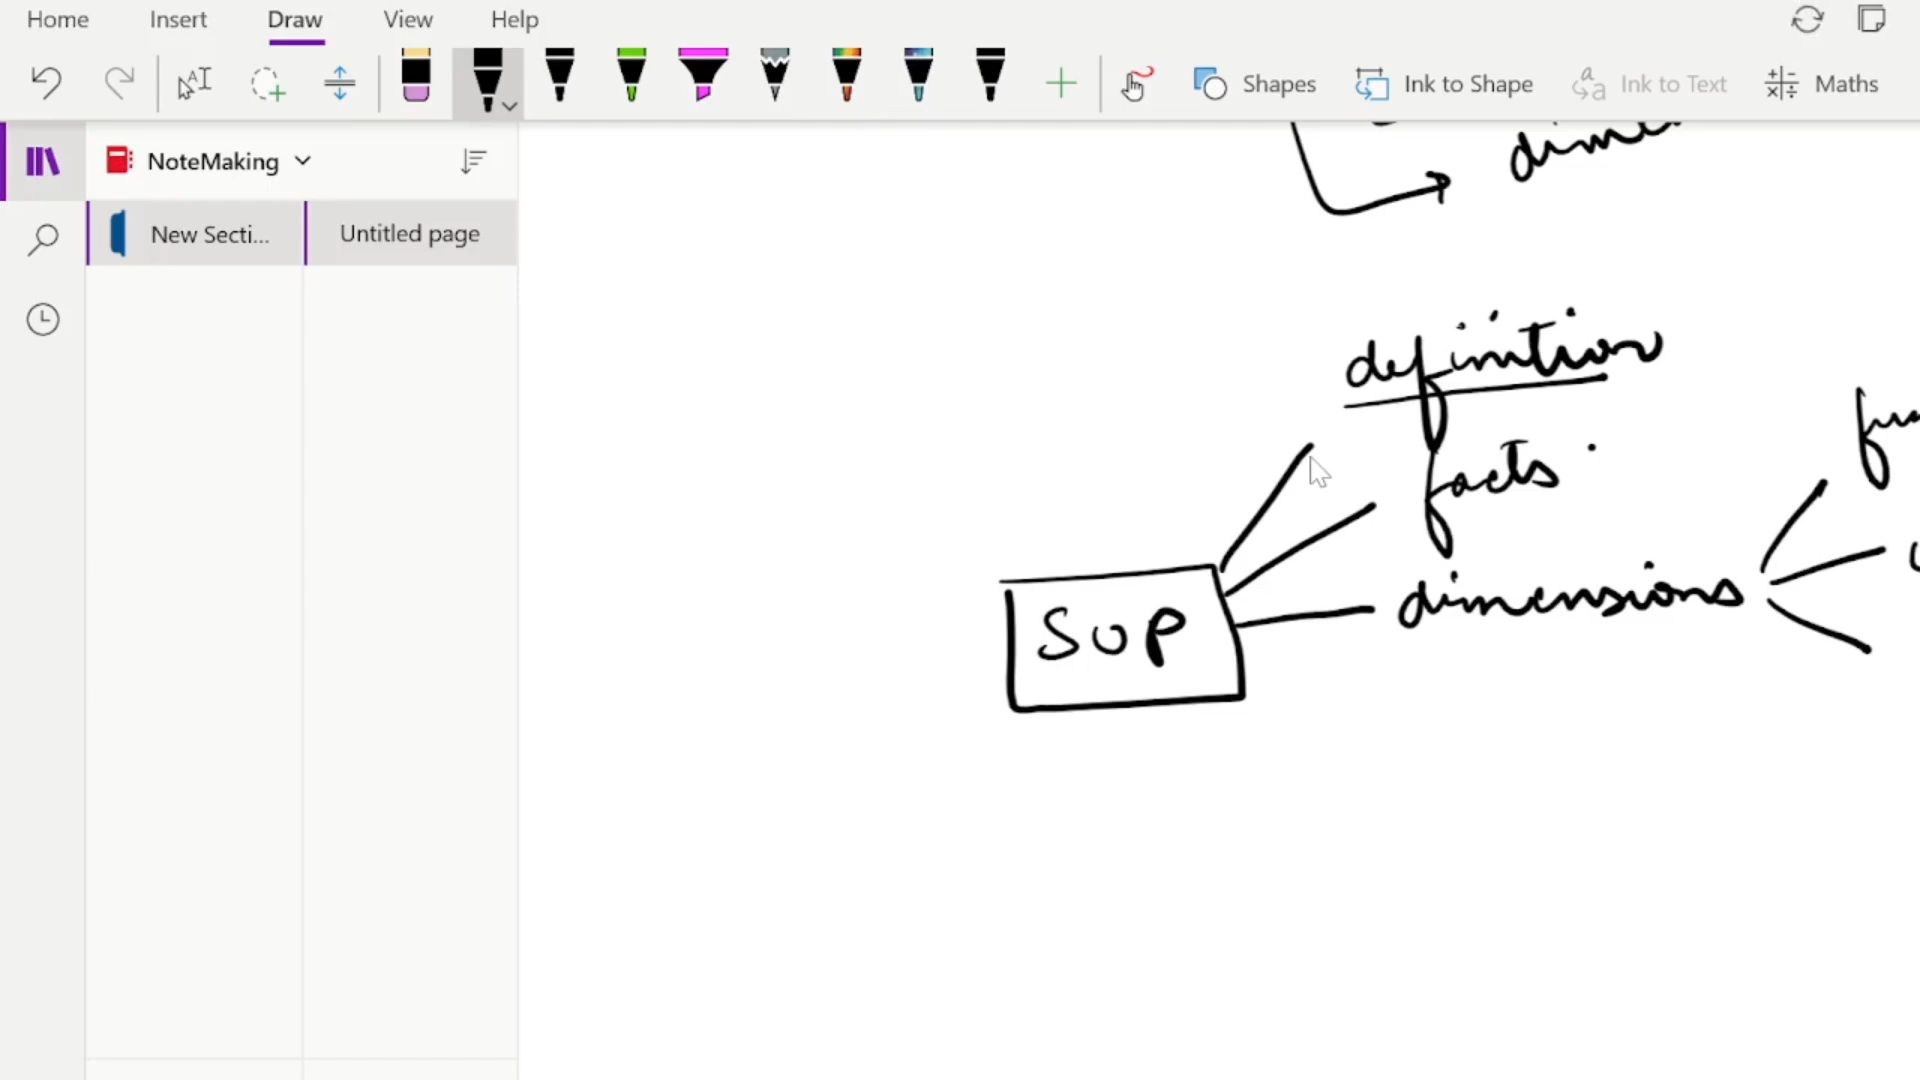 Home Insert Draw View Help
Shapes Ink to Shape Ink to Text Maths
NoteMaking
New Secti... Untitled page
definition
facts
dimensions
SOP